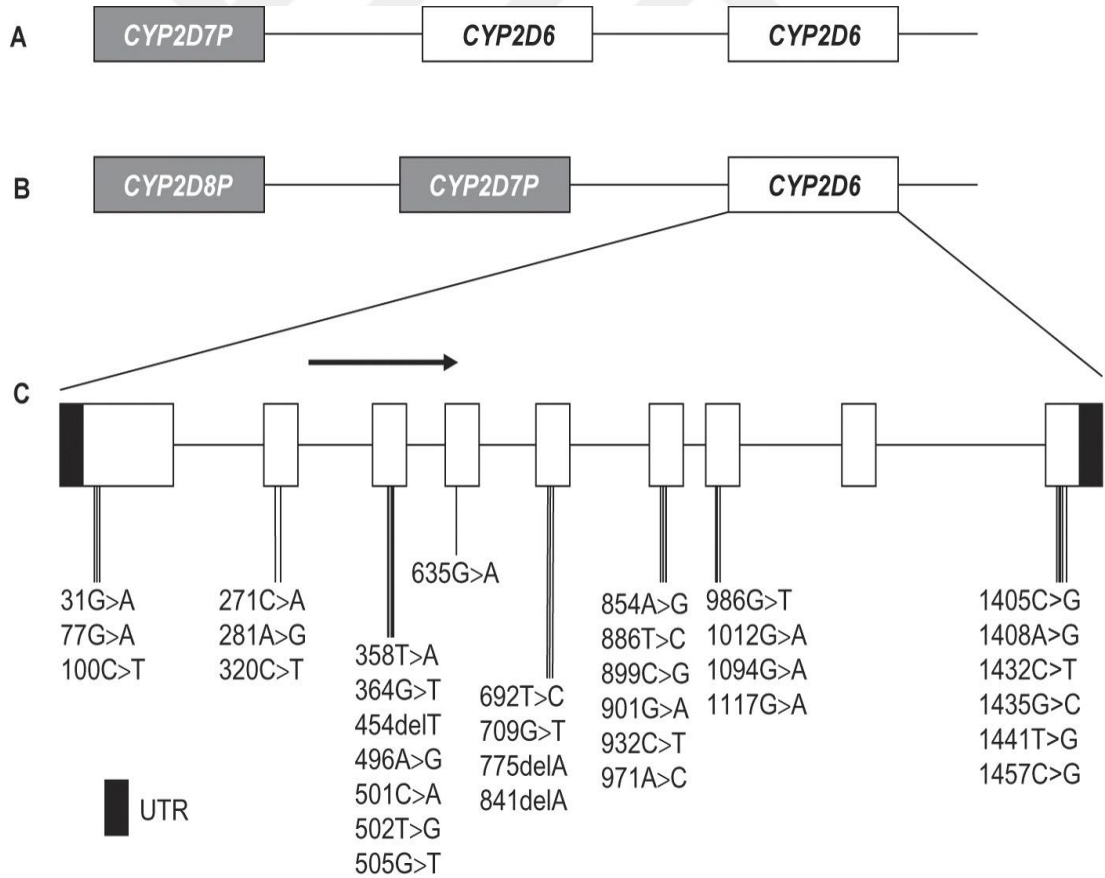 A
CYP2D7P
CYP2D6
CYP2D6
B
CYP2D8P
CYP2D7P
CYP2D6
C
31G>A
77G>A
100C>T
271C>A
281A>G
320C>T
358T>A
364G>T
454delT
496A>G
501C>A
502T>G
505G>T
635G>A
692T>C
709G>T
775delA
841delA
854A>G
886T>C
899C>G
901G>A
932C>T
971A>C
986G>T
1012G>A
1094G>A
1117G>A
1405C>G
1408A>G
1432C>T
1435G>C
1441T>G
1457C>G
UTR